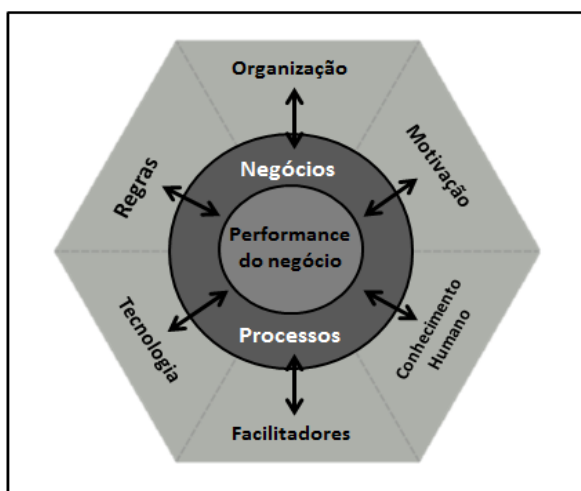 Organização
Regras
Negócios
Motivação
Performance
do negócio
Tecnologia
Processos
Conhecimento
Humano
Facilitadores